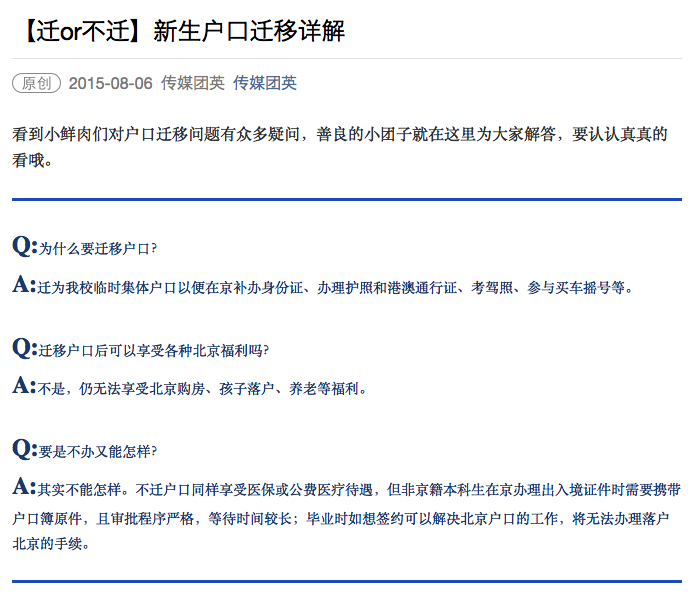 【迁or不迁】新生户口迁移详解
原创 2015-08-06 传媒团英 传媒团英
看到小鲜肉们对户口迁移问题有众多疑问，善良的小团子就在这里为大家解答，要认认真真的
看哦。
Q:为什么要迁移户口?
A:迁为我校临时集体户口以便在京补办身份证、办理护照和港澳通行证、考驾照、参与买车摇号等。
Q:迁移户口后可以享受各种北京福利吗?
A:不是，仍无法享受北京购房、孩子落户、养老等福利。
Q:要是不办又能怎样?
A:其实不能怎样。不迁户口同样享受医保或公费医疗待遇，但非京籍本科生在京办理出入境证件时需要携带
户口簿原件，且审批程序严格，等待时间较长；毕业时如想签约可以解决北京户口的工作，将无法办理落户
北京的手续。